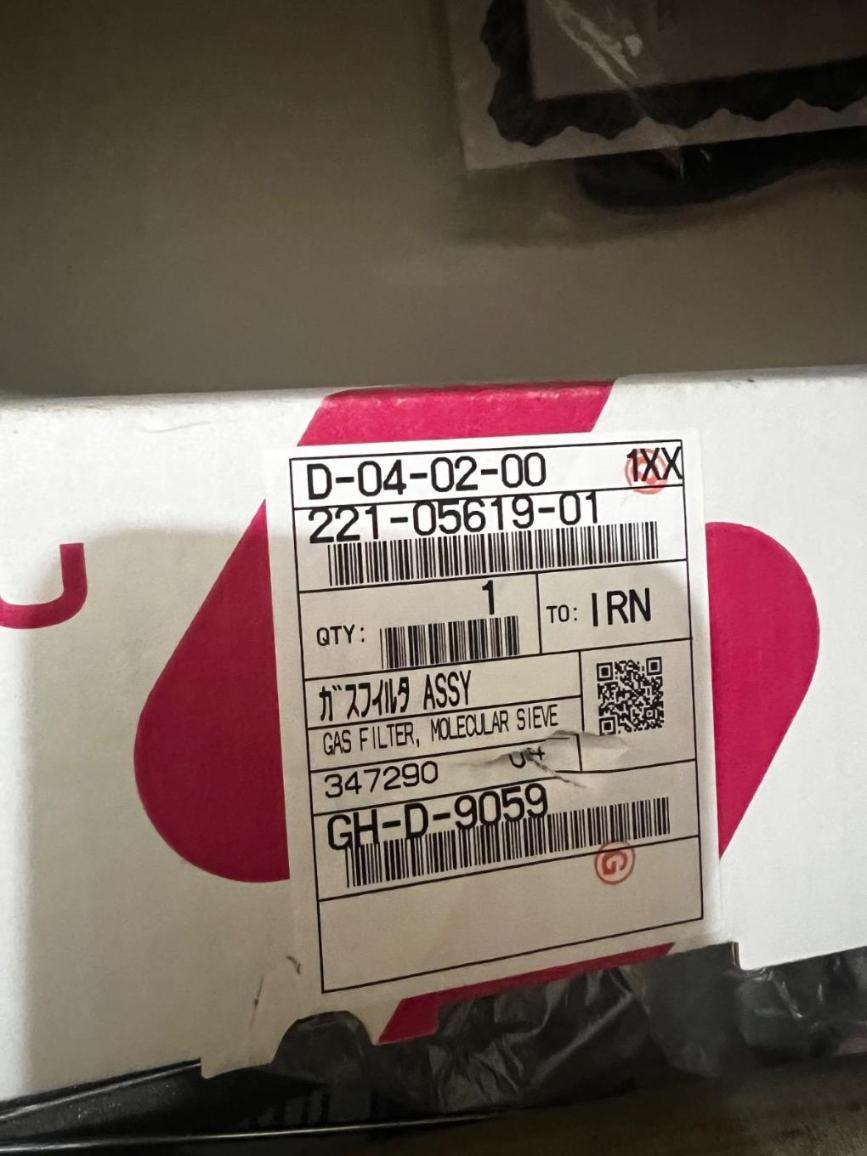 U
D-04-02-00 1XX
221-05619-01
1
QTY: TO: IRN
ガスフィルタ ASSY
GAS FILTER, MOLECULAR SIEVE
347290
GH-D-9059
G